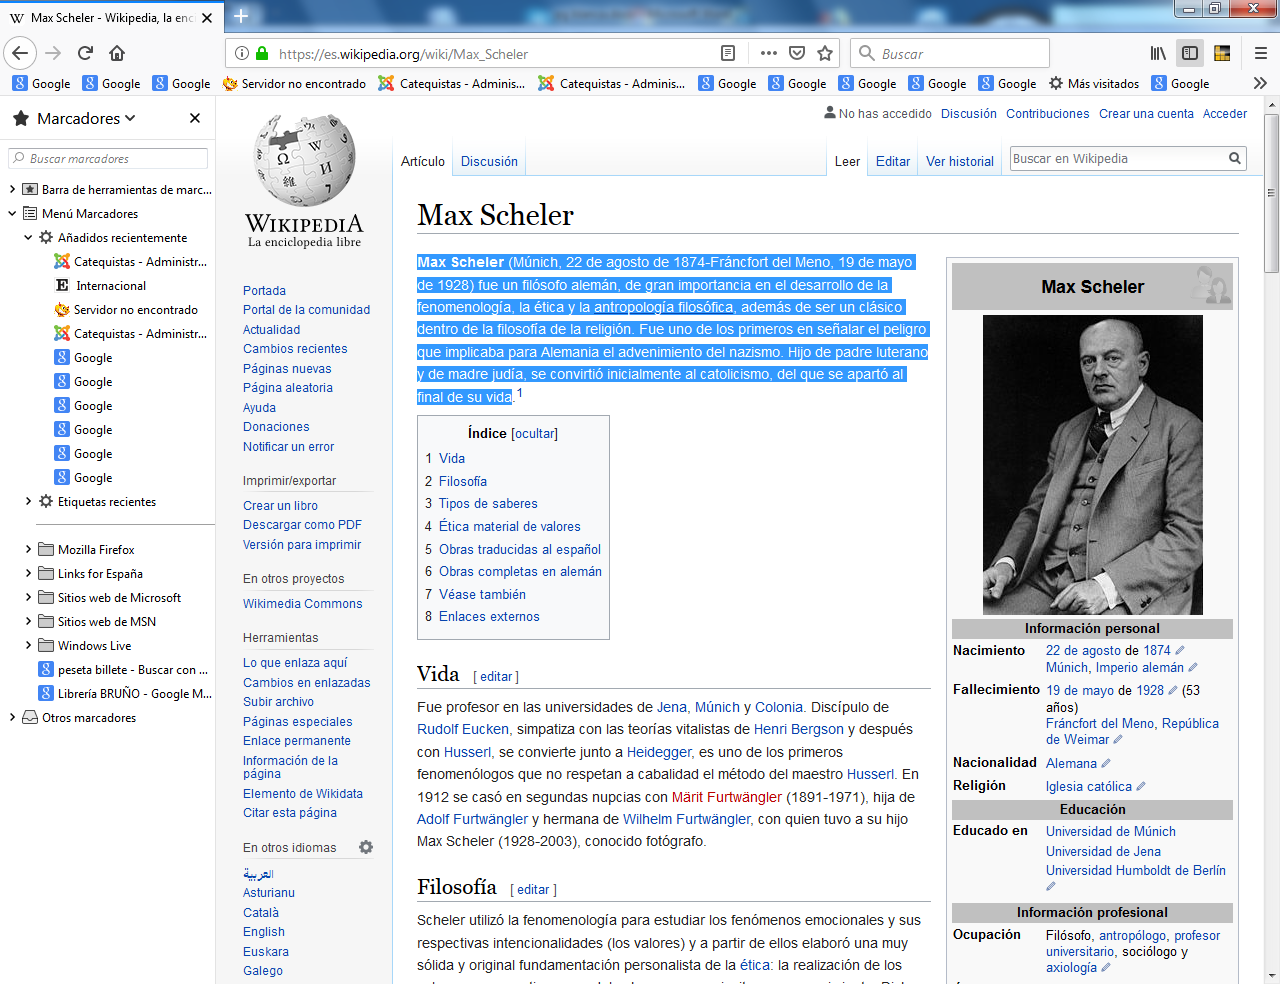 Max Scheler - Wikipedia, la enc
https://es.wikipedia.org/wiki/Max_Scheler
Buscar
Google
Google
Google
Servidor no encontrado
Catequistas - Adminis...
Catequistas - Adminis...
Google
Google
Google
Google
Google
Más visitados
Google
Marcadores
Buscar marcadores
Barra de herramientas de marc...
Menú Marcadores
Añadidos recientemente
Catequistas - Administr...
E Internacional
Servidor no encontrado
Catequistas - Administr...
Google
Google
Google
Google
Google
Google
Etiquetas recientes
Mozilla Firefox
Links for España
Sitios web de Microsoft
Sitios web de MSN
Windows Live
peseta billete - Buscar con ...
Librería BRUÑO - Google M...
Otros marcadores
WIKIPEDIA
La enciclopedia libre
Portada
Portal de la comunidad
Actualidad
Cambios recientes
Páginas nuevas
Página aleatoria
Ayuda
Donaciones
Notificar un error
Imprimir/exportar
Crear un libro
Descargar como PDF
Versión para imprimir
En otros proyectos
Wikimedia Commons
Herramientas
Lo que enlaza aquí
Cambios en enlazadas
Subir archivo
Páginas especiales
Enlace permanente
Información de la
página
Elemento de Wikidata
Citar esta página
En otros idiomas
العربية
Asturianu
Català
English
Euskara
Galego
No has accedido Discusión Contribuciones Crear una cuenta Acceder
Artículo Discusión Leer Editar Ver historial Buscar en Wikipedia
Max Scheler
Max Scheler (Múnich, 22 de agosto de 1874-Fráncfort del Meno, 19 de mayo
de 1928) fue un filósofo alemán, de gran importancia en el desarrollo de la
fenomenología, la ética y la antropología filosófica, además de ser un clásico
dentro de la filosofía de la religión. Fue uno de los primeros en señalar el peligro
que implicaba para Alemania el advenimiento del nazismo. Hijo de padre luterano
y de madre judía, se convirtió inicialmente al catolicismo, del que se apartó al
final de su vida.1
Índice [ocultar]
1 Vida
2 Filosofía
3 Tipos de saberes
4 Ética material de valores
5 Obras traducidas al español
6 Obras completas en alemán
7 Véase también
8 Enlaces externos
Vida [ editar ]
Fue profesor en las universidades de Jena, Múnich y Colonia. Discípulo de
Rudolf Eucken, simpatiza con las teorías vitalistas de Henri Bergson y después
con Husserl, se convierte junto a Heidegger, es uno de los primeros
fenomenólogos que no respetan a cabalidad el método del maestro Husserl. En
1912 se casó en segundas nupcias con Märit Furtwängler (1891-1971), hija de
Adolf Furtwängler y hermana de Wilhelm Furtwängler, con quien tuvo a su hijo
Max Scheler (1928-2003), conocido fotógrafo.
Filosofía [ editar ]
Scheler utilizó la fenomenología para estudiar los fenómenos emocionales y sus
respectivas intencionalidades (los valores) y a partir de ellos elaboró una muy
sólida y original fundamentación personalista de la ética: la realización de los
Max Scheler
Información personal
Nacimiento 22 de agosto de 1874
Múnich, Imperio alemán
Fallecimiento 19 de mayo de 1928 (53
años)
Fráncfort del Meno, República
de Weimar
Nacionalidad Alemana
Religión Iglesia católica
Educación
Educado en Universidad de Múnich
Universidad de Jena
Universidad Humboldt de Berlín
Información profesional
Ocupación Filósofo, antropólogo, profesor
universitario, sociólogo y
axiología